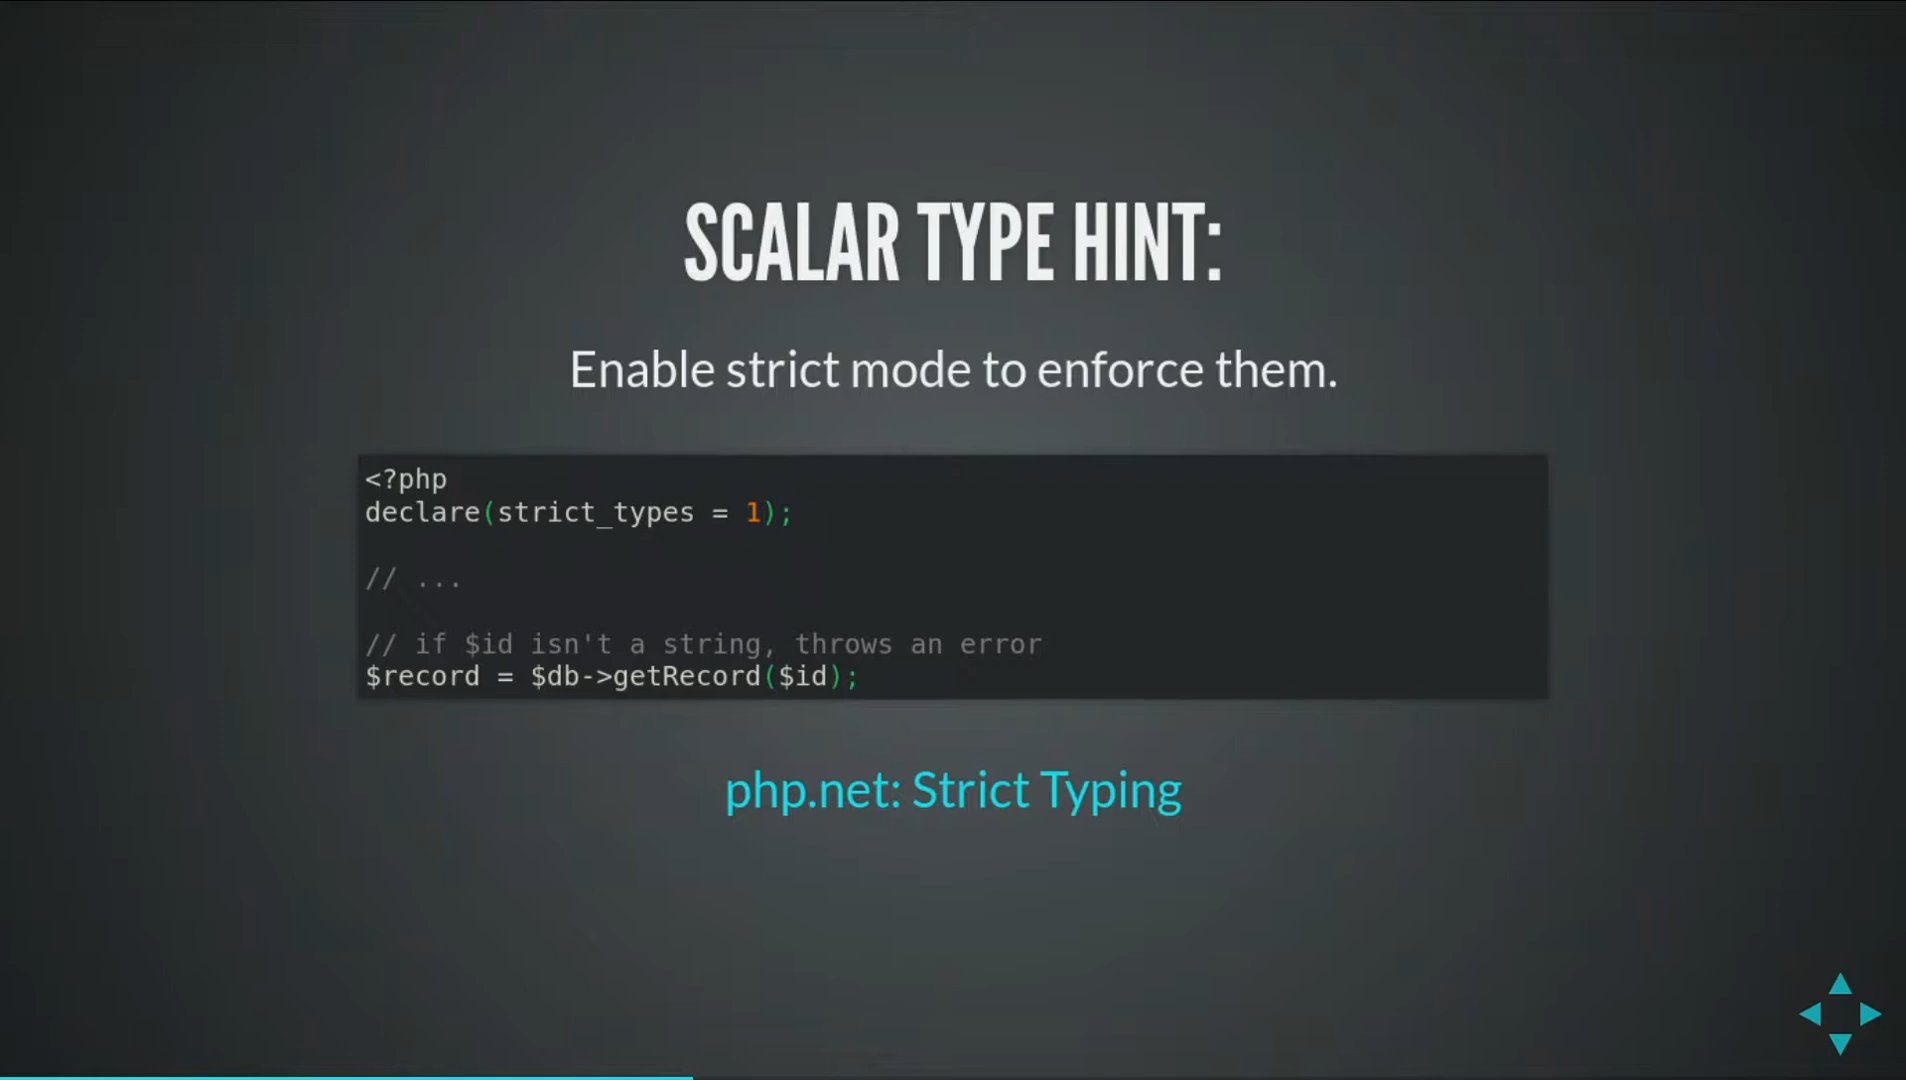 SCALAR TYPE HINT:
Enable strict mode to enforce them.
<?php
declare(strict_types = 1);
// ...
// if $id isn't a string, throws an error
$record = $db->getRecord($id);
php.net: Strict Typing